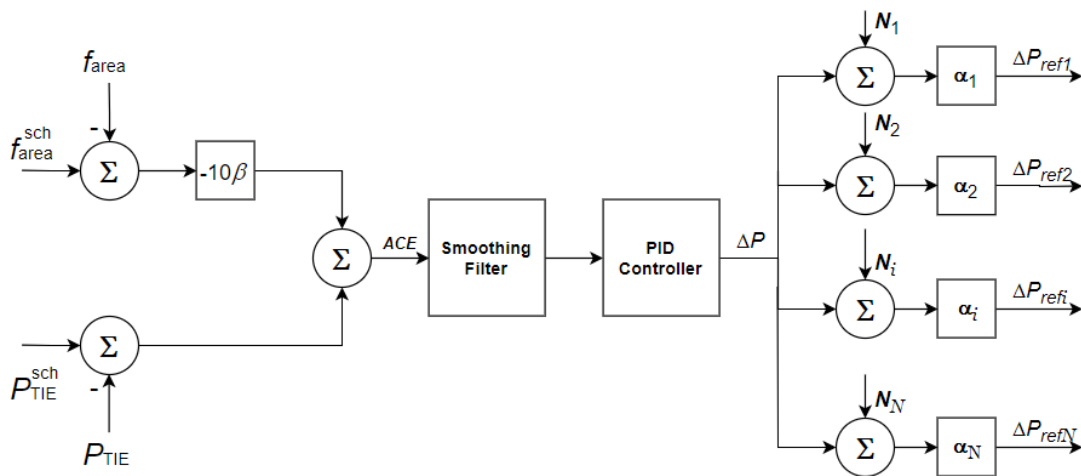 f_area
-
f_area^sch
Σ
-10β
Σ
ACE
Smoothing
Filter
PID
Controller
ΔP
Σ
P_TIE^sch
-
P_TIE
N_1
Σ
α_1
ΔP_ref1
N_2
Σ
α_2
ΔP_ref2
N_i
Σ
α_i
ΔP_refi
N_N
Σ
α_N
ΔP_refN